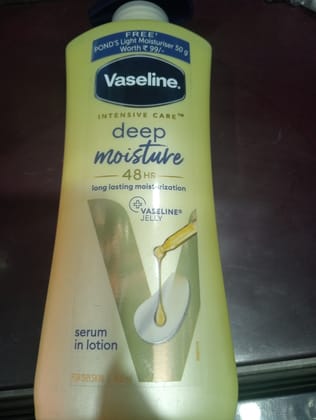 FREE*
POND'S Light Moisturiser 50 g
Worth ₹ 99/-
Vaseline.
INTENSIVE CARE™
deep
moisture
48 HR
long lasting moisturization
VASELINE®
JELLY
serum
in lotion